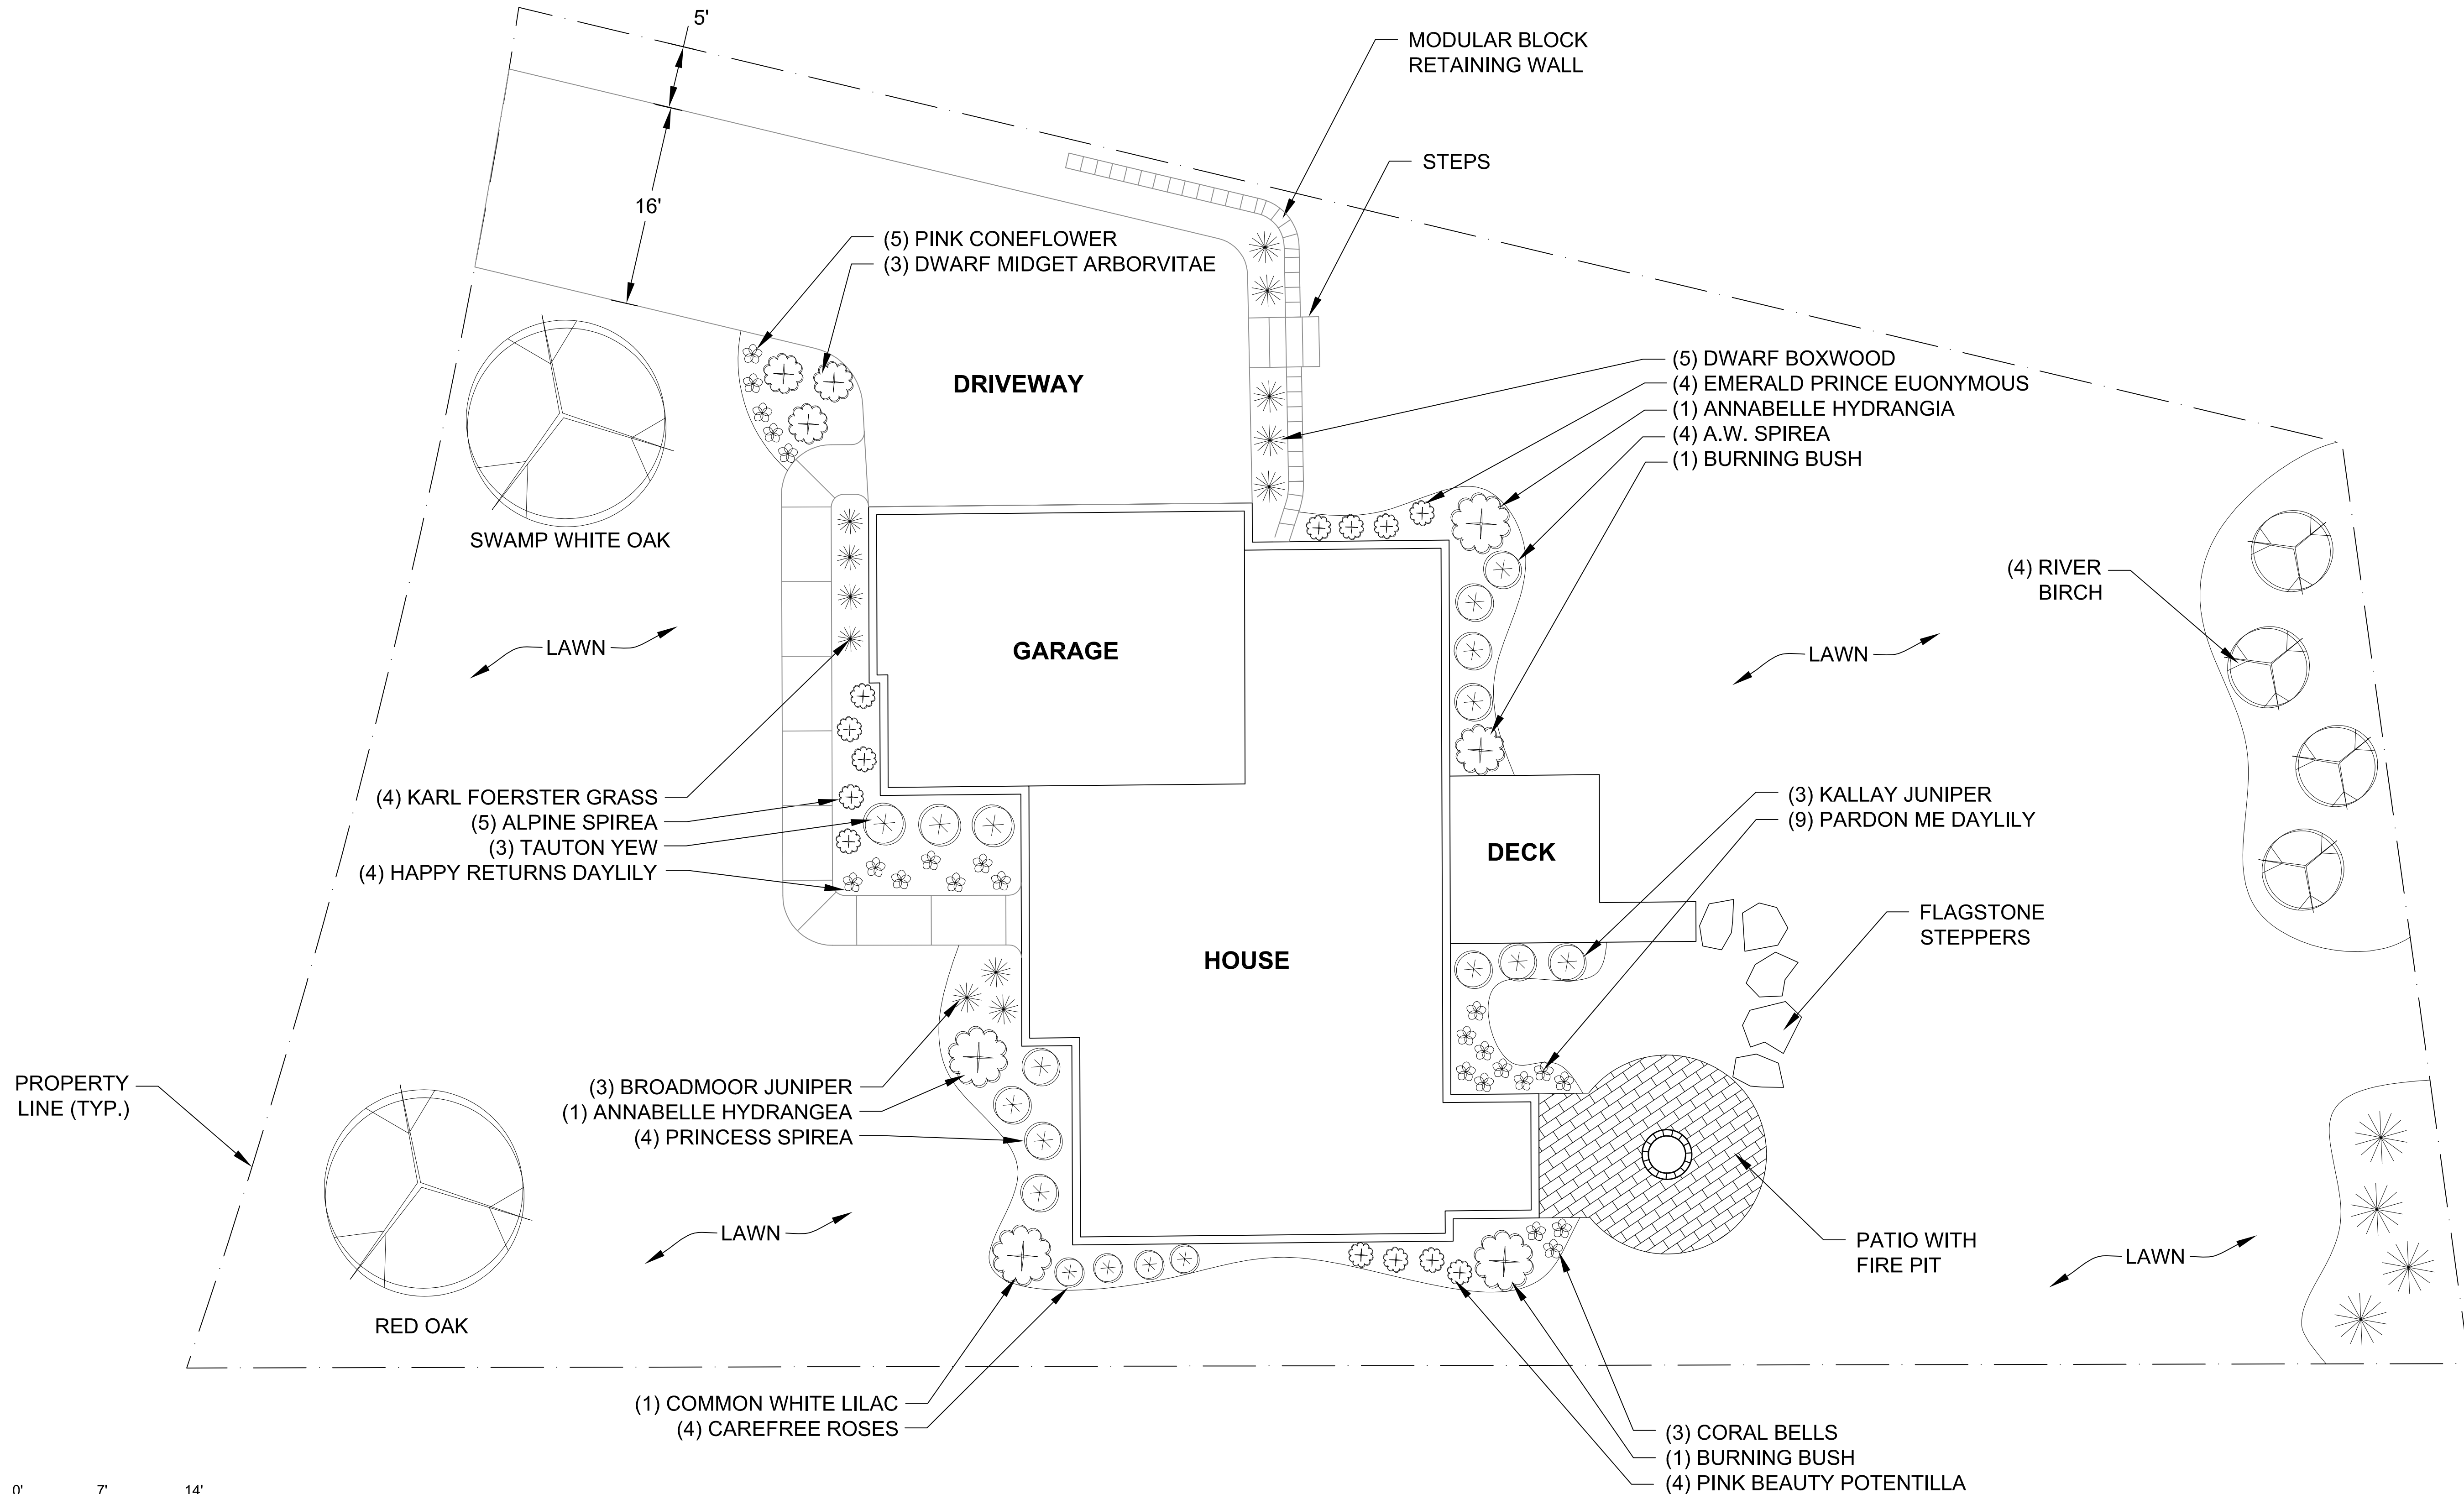 5'
MODULAR BLOCK
RETAINING WALL
STEPS
16'
(5) PINK CONEFLOWER
(3) DWARF MIDGET ARBORVITAE
DRIVEWAY
(5) DWARF BOXWOOD
(4) EMERALD PRINCE EUONYMOUS
(1) ANNABELLE HYDRANGIA
(4) A.W. SPIREA
(1) BURNING BUSH
SWAMP WHITE OAK
(4) RIVER
BIRCH
LAWN
GARAGE
LAWN
(4) KARL FOERSTER GRASS
(5) ALPINE SPIREA
(3) TAUTON YEW
(4) HAPPY RETURNS DAYLILY
(3) KALLAY JUNIPER
(9) PARDON ME DAYLILY
DECK
FLAGSTONE
STEPPERS
HOUSE
PROPERTY
LINE (TYP.)
(3) BROADMOOR JUNIPER
(1) ANNABELLE HYDRANGEA
(4) PRINCESS SPIREA
LAWN
PATIO WITH
FIRE PIT
LAWN
RED OAK
(1) COMMON WHITE LILAC
(4) CAREFREE ROSES
(3) CORAL BELLS
(1) BURNING BUSH
(4) PINK BEAUTY POTENTILLA
0' 7' 14'